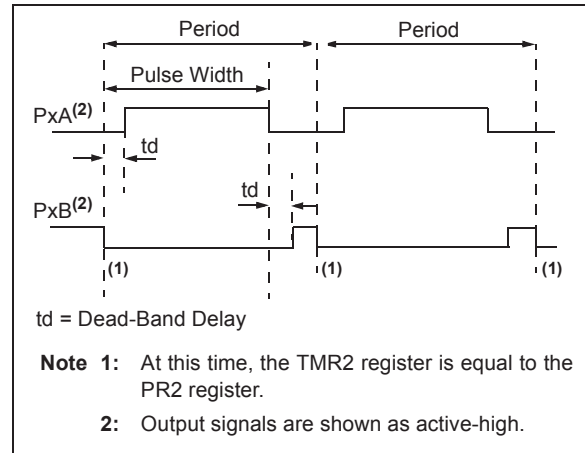 Period Period
Pulse Width
PxA(2)
td
td
PxB(2)
(1) (1) (1)
td = Dead-Band Delay
Note 1: At this time, the TMR2 register is equal to the
PR2 register.
2: Output signals are shown as active-high.